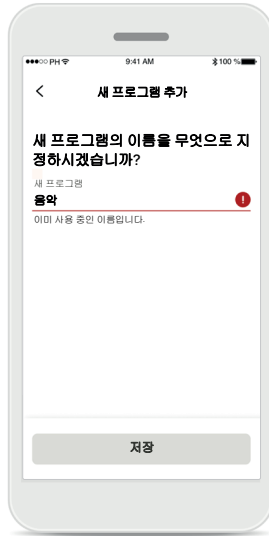 PH 9:41 AM 100 %
새 프로그램 추가
새 프로그램의 이름을 무엇으로 지
정하시겠습니까?
새 프로그램
음악
이미 사용 중인 이름입니다.
저장